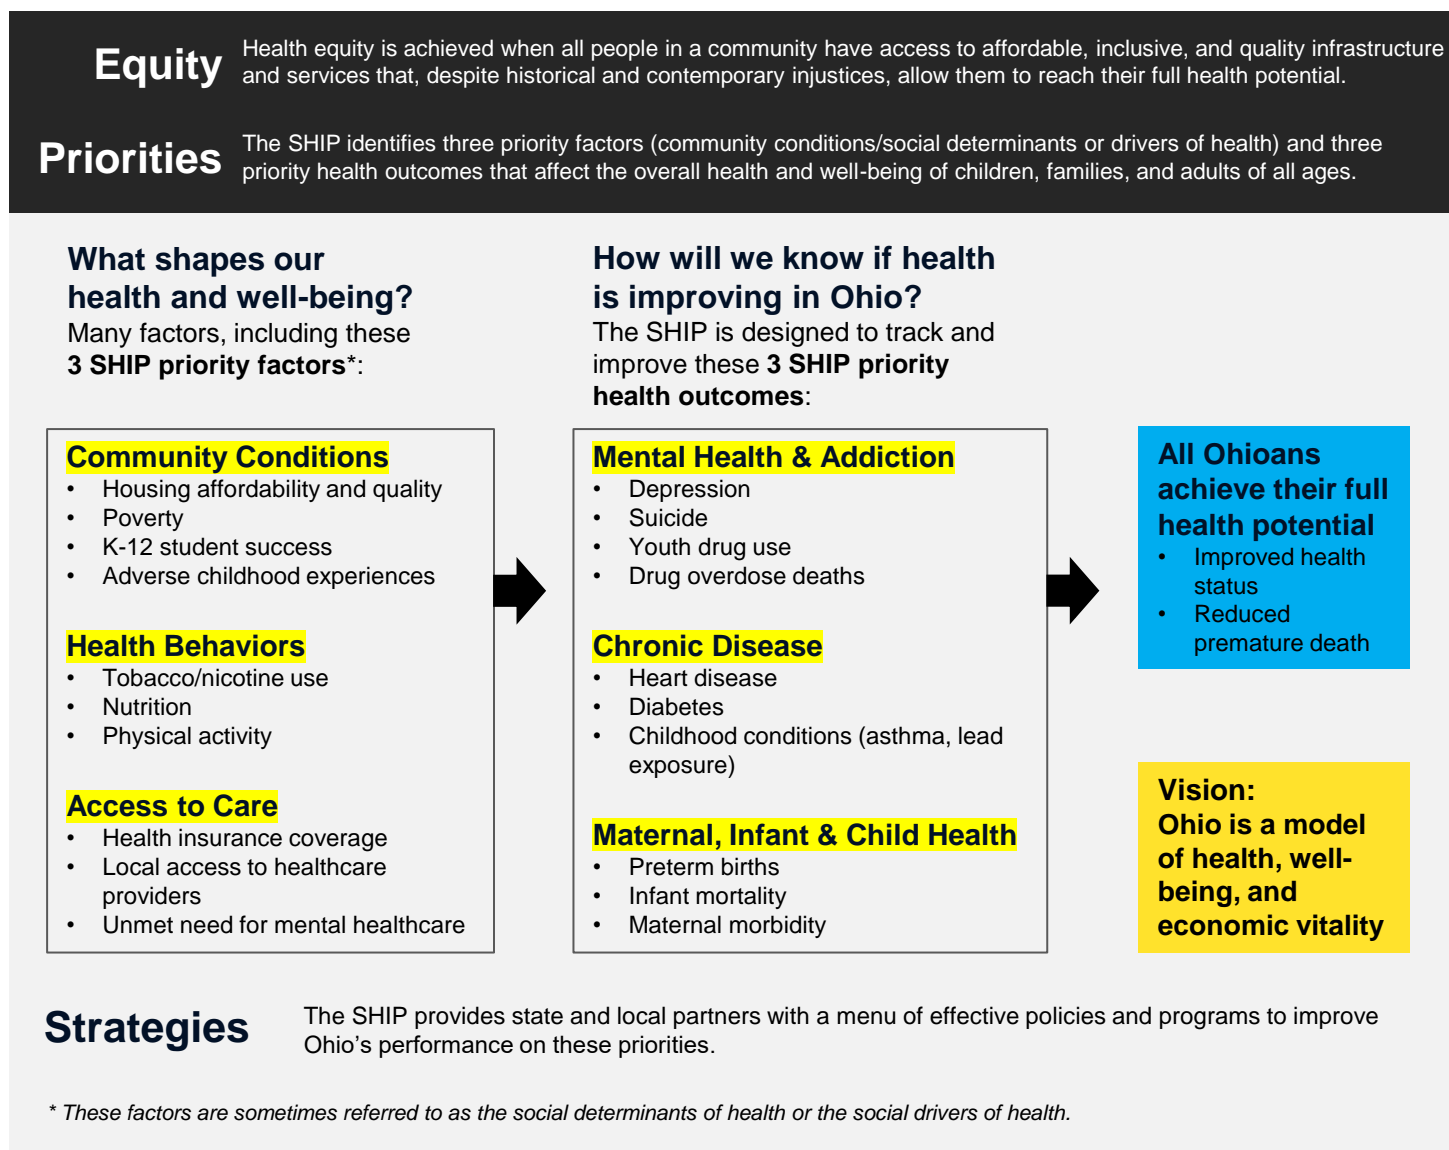 Equity
Health equity is achieved when all people in a community have access to affordable, inclusive, and quality infrastructure
and services that, despite historical and contemporary injustices, allow them to reach their full health potential.
Priorities
The SHIP identifies three priority factors (community conditions/social determinants or drivers of health) and three
priority health outcomes that affect the overall health and well-being of children, families, and adults of all ages.
What shapes our
health and well-being?
Many factors, including these
3 SHIP priority factors*:
Community Conditions
• Housing affordability and quality
• Poverty
• K-12 student success
• Adverse childhood experiences
Health Behaviors
• Tobacco/nicotine use
• Nutrition
• Physical activity
Access to Care
• Health insurance coverage
• Local access to healthcare
providers
• Unmet need for mental healthcare
How will we know if health
is improving in Ohio?
The SHIP is designed to track and
improve these 3 SHIP priority
health outcomes:
Mental Health & Addiction
• Depression
• Suicide
• Youth drug use
• Drug overdose deaths
Chronic Disease
• Heart disease
• Diabetes
• Childhood conditions (asthma, lead
exposure)
Maternal, Infant & Child Health
• Preterm births
• Infant mortality
• Maternal morbidity
All Ohioans
achieve their full
health potential
• Improved health
status
• Reduced
premature death
Vision:
Ohio is a model
of health, well-
being, and
economic vitality
Strategies
The SHIP provides state and local partners with a menu of effective policies and programs to improve
Ohio’s performance on these priorities.
* These factors are sometimes referred to as the social determinants of health or the social drivers of health.